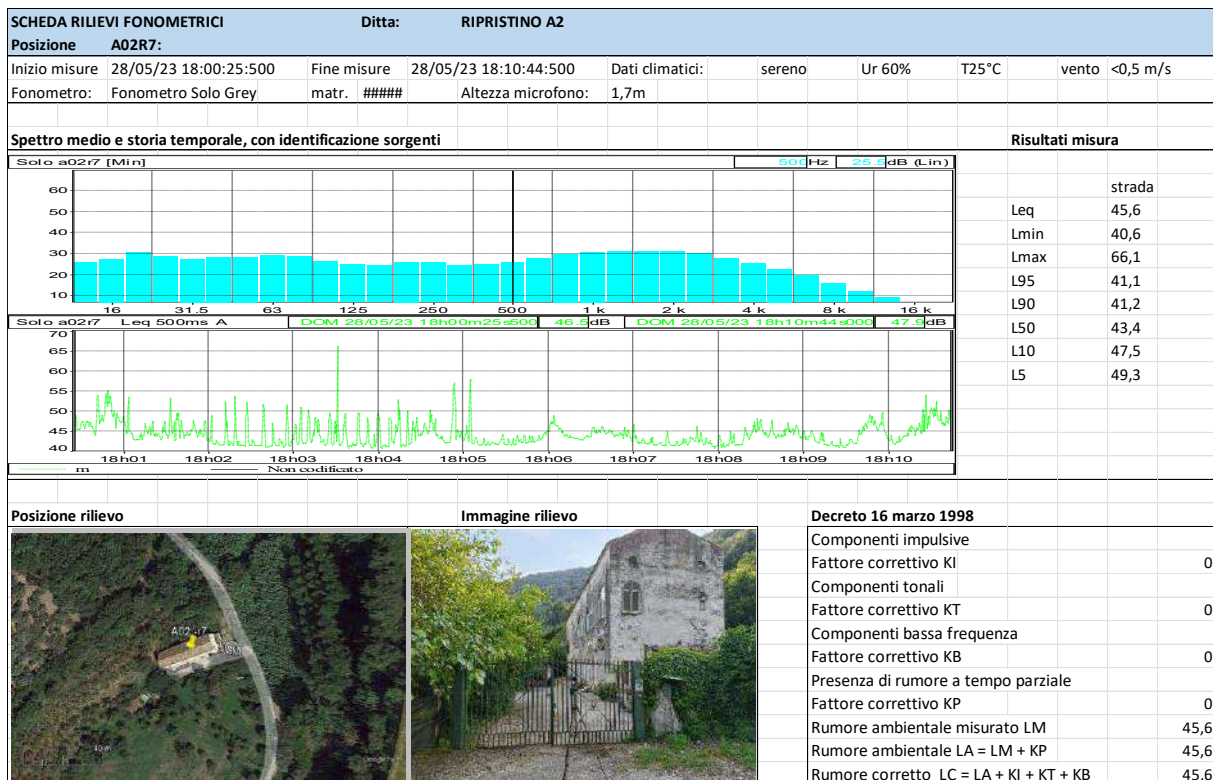 SCHEDA RILIEVI FONOMETRICI Ditta: RIPRISTINO A2
Posizione A02R7:
Inizio misure 28/05/23 18:00:25:500 Fine misure 28/05/23 18:10:44:500 Dati climatici: sereno Ur 60% T25°C vento <0,5 m/s
Fonometro: Fonometro Solo Grey matr. ##### Altezza microfono: 1,7m
Spettro medio e storia temporale, con identificazione sorgenti Risultati misura
Solo a02r7 [Min] 500 Hz 25.5 dB (Lin)
60
50
40
30
20
10
16 31.5 63 125 250 500 1 k 2 k 4 k 8 k 16 k
Solo a02r7 Leq 500ms A DOM 28/05/23 18h00m25s500 46.5dB DOM 28/05/23 18h10m44s000 47.9dB
70
65
60
55
50
45
40
18h01 18h02 18h03 18h04 18h05 18h06 18h07 18h08 18h09 18h10
m Non codificato
strada
Leq 45,6
Lmin 40,6
Lmax 66,1
L95 41,1
L90 41,2
L50 43,4
L10 47,5
L5 49,3
Posizione rilievo Immagine rilievo Decreto 16 marzo 1998
A02 -r7
40 m
Componenti impulsive
Fattore correttivo KI 0
Componenti tonali
Fattore correttivo KT 0
Componenti bassa frequenza
Fattore correttivo KB 0
Presenza di rumore a tempo parziale
Fattore correttivo KP 0
Rumore ambientale misurato LM 45,6
Rumore ambientale LA = LM + KP 45,6
Rumore corretto LC = LA + KI + KT + KB 45,6